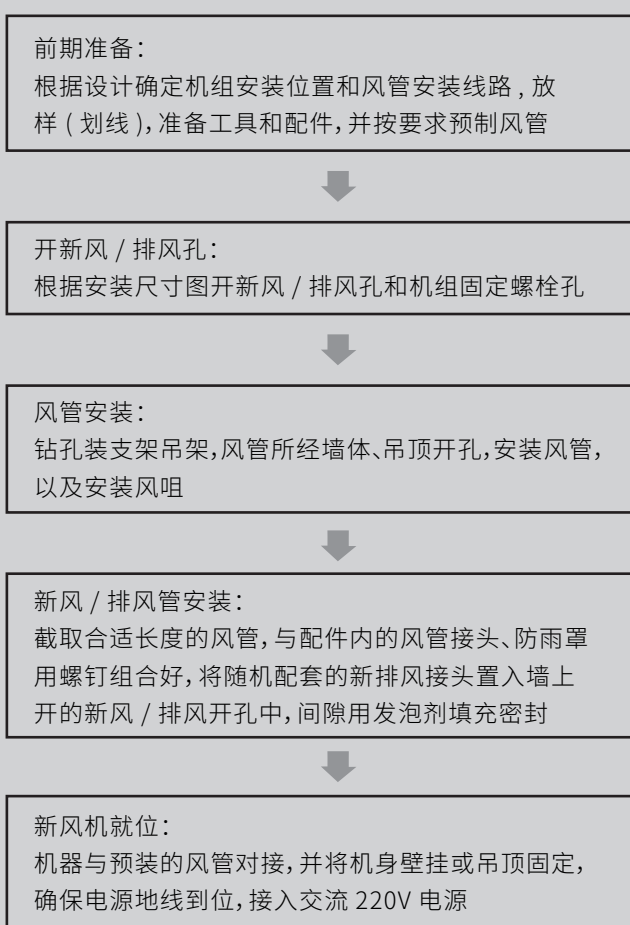 前期准备：
根据设计确定机组安装位置和风管安装线路 , 放
样 ( 划线 )，准备工具和配件，并按要求预制风管
开新风 / 排风孔：
根据安装尺寸图开新风 / 排风孔和机组固定螺栓孔
风管安装：
钻孔装支架吊架，风管所经墙体、吊顶开孔，安装风管，
以及安装风咀
新风 / 排风管安装：
截取合适长度的风管，与配件内的风管接头、防雨罩
用螺钉组合好，将随机配套的新排风接头置入墙上
开的新风 / 排风开孔中，间隙用发泡剂填充密封
新风机就位：
机器与预装的风管对接，并将机身壁挂或吊顶固定，
确保电源地线到位，接入交流 220V 电源